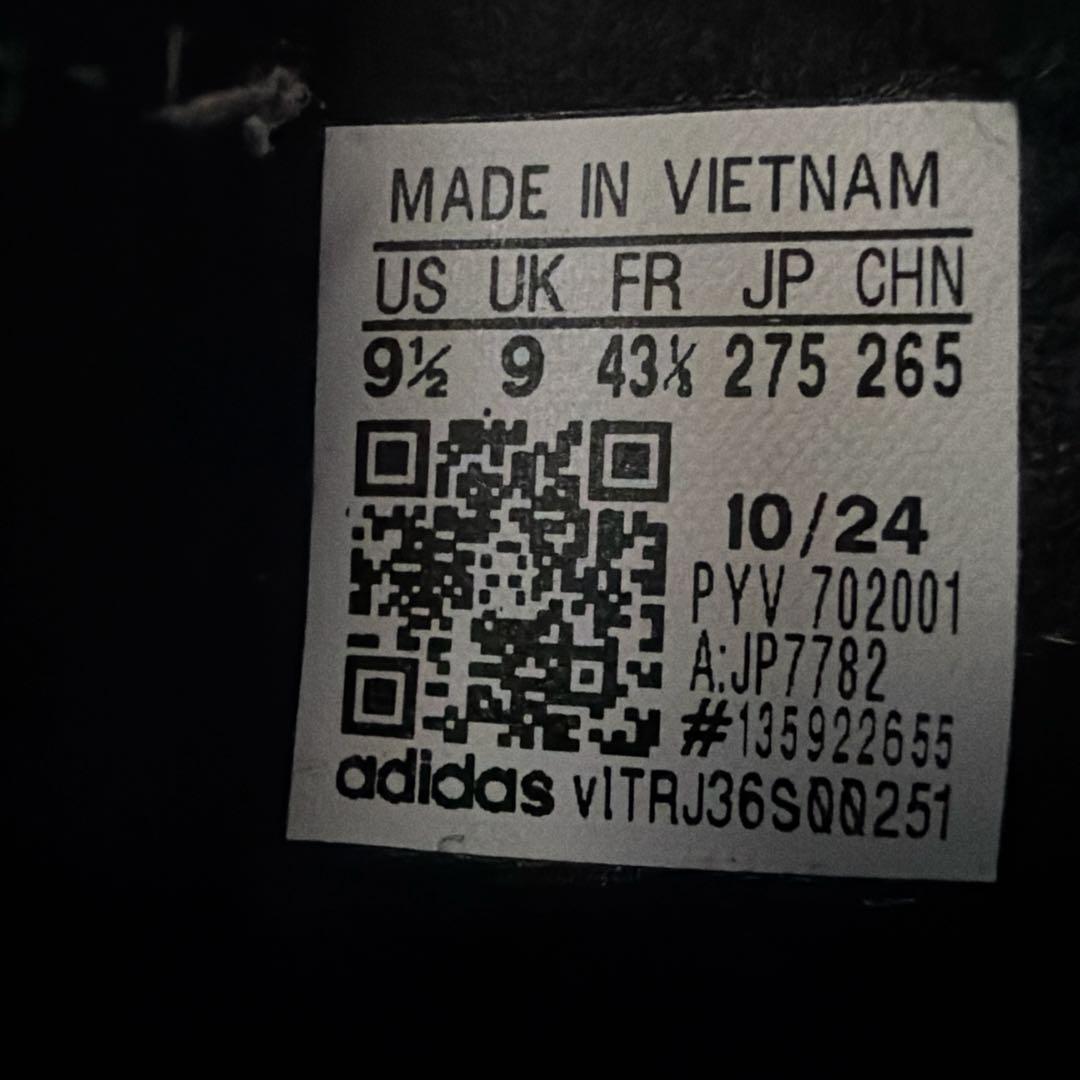 MADE IN VIETNAM
US UK FR JP CHN
9½ 9 43⅓ 275 265
10/24
PYV 702001
A:JP7782
#135922655
adidas v1TRJ36S00251